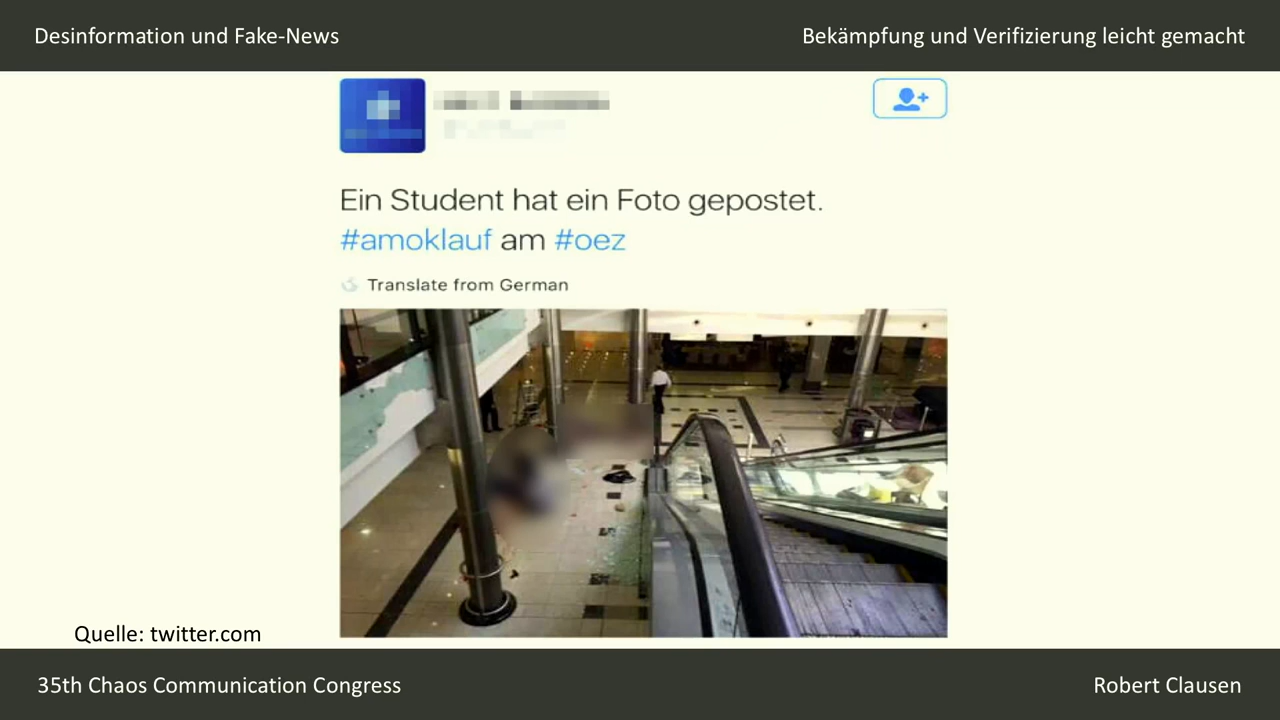 Desinformation und Fake-News
Bekämpfung und Verifizierung leicht gemacht
Ein Student hat ein Foto gepostet.
#amoklauf am #oez
Translate from German
Quelle: twitter.com
35th Chaos Communication Congress
Robert Clausen